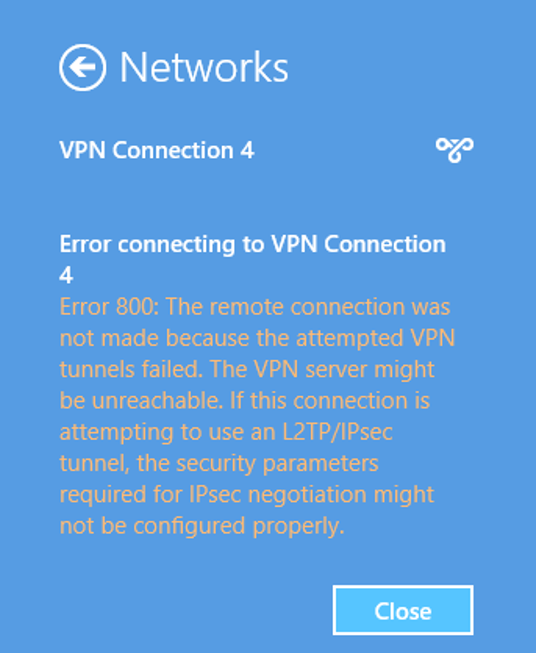 Networks
VPN Connection 4
Error connecting to VPN Connection
4
Error 800: The remote connection was
not made because the attempted VPN
tunnels failed. The VPN server might
be unreachable. If this connection is
attempting to use an L2TP/IPsec
tunnel, the security parameters
required for IPsec negotiation might
not be configured properly.
Close